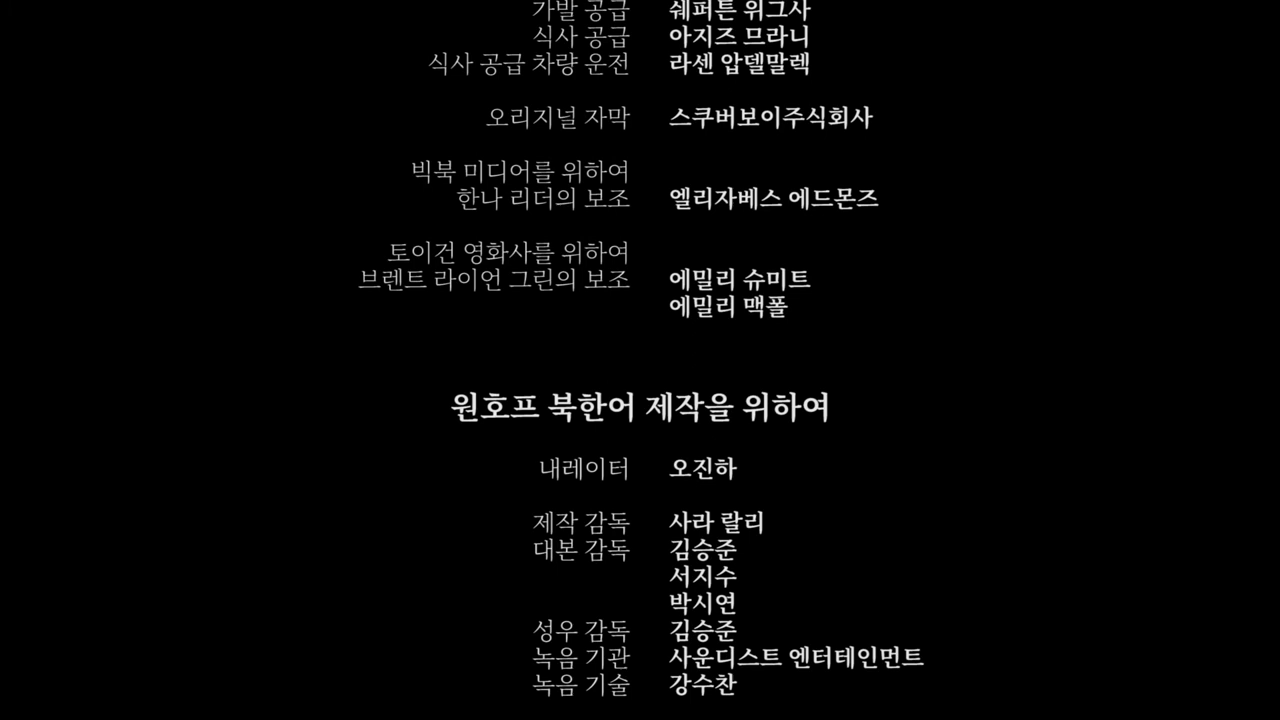 가발 공급 쉐퍼튼 위그사
식사 공급 아지즈 므라니
식사 공급 차량 운전 라센 압델말렉
오리지널 자막 스쿠버보이주식회사
빅북 미디어를 위하여
한나 리더의 보조 엘리자베스 에드몬즈
토이건 영화사를 위하여
브렌트 라이언 그린의 보조 에밀리 슈미트
에밀리 맥폴
원호프 북한어 제작을 위하여
내레이터 오진하
제작 감독 사라 랄리
대본 감독 김승준
서지수
박시연
성우 감독 김승준
녹음 기관 사운디스트 엔터테인먼트
녹음 기술 강수찬